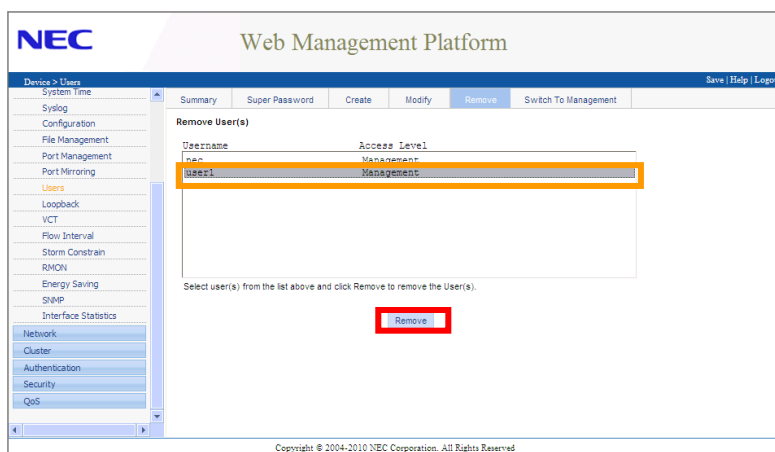 NEC
Web Management Platform
Device > Users
Save | Help | Logo
System Time
Syslog
Configuration
File Management
Port Management
Port Mirroring
Users
Loopback
VCT
Flow Interval
Storm Constrain
RMON
Energy Saving
SNMP
Interface Statistics
Network
Cluster
Authentication
Security
QoS
Summary Super Password Create Modify Remove Switch To Management
Remove User(s)
Username Access Level
nec Management
user1 Management
Select user(s) from the list above and click Remove to remove the User(s).
Remove
Copyright © 2004-2010 NEC Corporation. All Rights Reserved